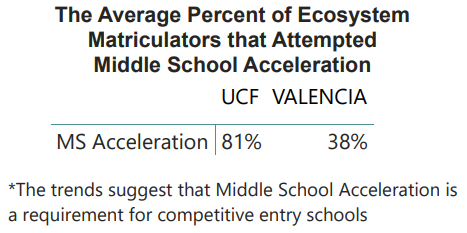 The Average Percent of Ecosystem
Matriculators that Attempted
Middle School Acceleration
UCF VALENCIA
MS Acceleration 81% 38%
*The trends suggest that Middle School Acceleration is
a requirement for competitive entry schools